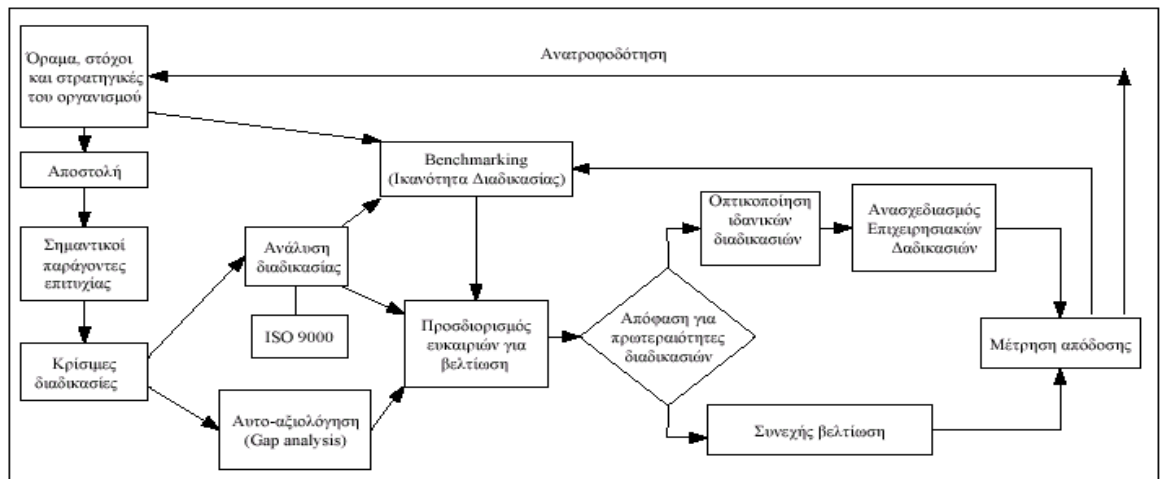 Όραμα, στόχοι
και στρατηγικές
του οργανισμού
Ανατροφοδότηση
Αποστολή
Σημαντικοί
παράγοντες
επιτυχίας
Κρίσιμες
διαδικασίες
Ανάλυση
διαδικασίας
ISO 9000
Αυτο-αξιολόγηση
(Gap analysis)
Benchmarking
(Ικανότητα Διαδικασίας)
Προσδιορισμός
ευκαιριών για
βελτίωση
Απόφαση για
πρωτεραιότητες
διαδικασιών
Οπτικοποίηση
ιδανικών
διαδικασιών
Ανασχεδιασμός
Επιχειρησιακών
Δαδικασιών
Συνεχής βελτίωση
Μέτρηση απόδοσης